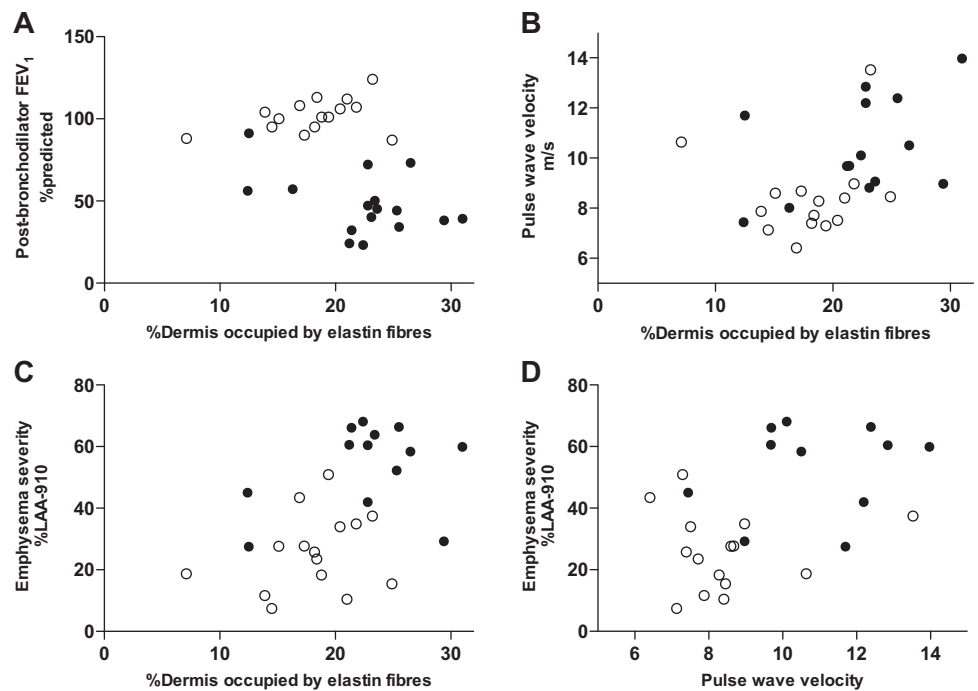 A
Post-bronchodilator FEV1
%predicted
150
100
50
0
0 10 20 30
%Dermis occupied by elastin fibres
B
Pulse wave velocity
m/s
14
12
10
8
6
0 10 20 30
%Dermis occupied by elastin fibres
C
Emphysema severity
%LAA-910
80
60
40
20
0
0 10 20 30
%Dermis occupied by elastin fibres
D
Emphysema severity
%LAA-910
80
60
40
20
0
6 8 10 12 14
Pulse wave velocity